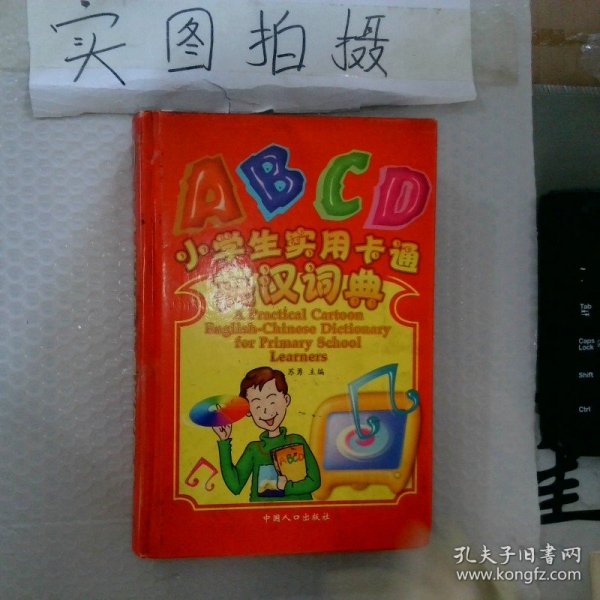 实图拍摄
ABCD
小学生实用卡通
英汉词典
A Practical Cartoon
English-Chinese Dictionary
for Primary School
Learners
苏勇 主编
ABCD
中国人口出版社
Tab
Caps
Lock
Shift
Ctrl
孔夫子旧书网
www.kongfz.com